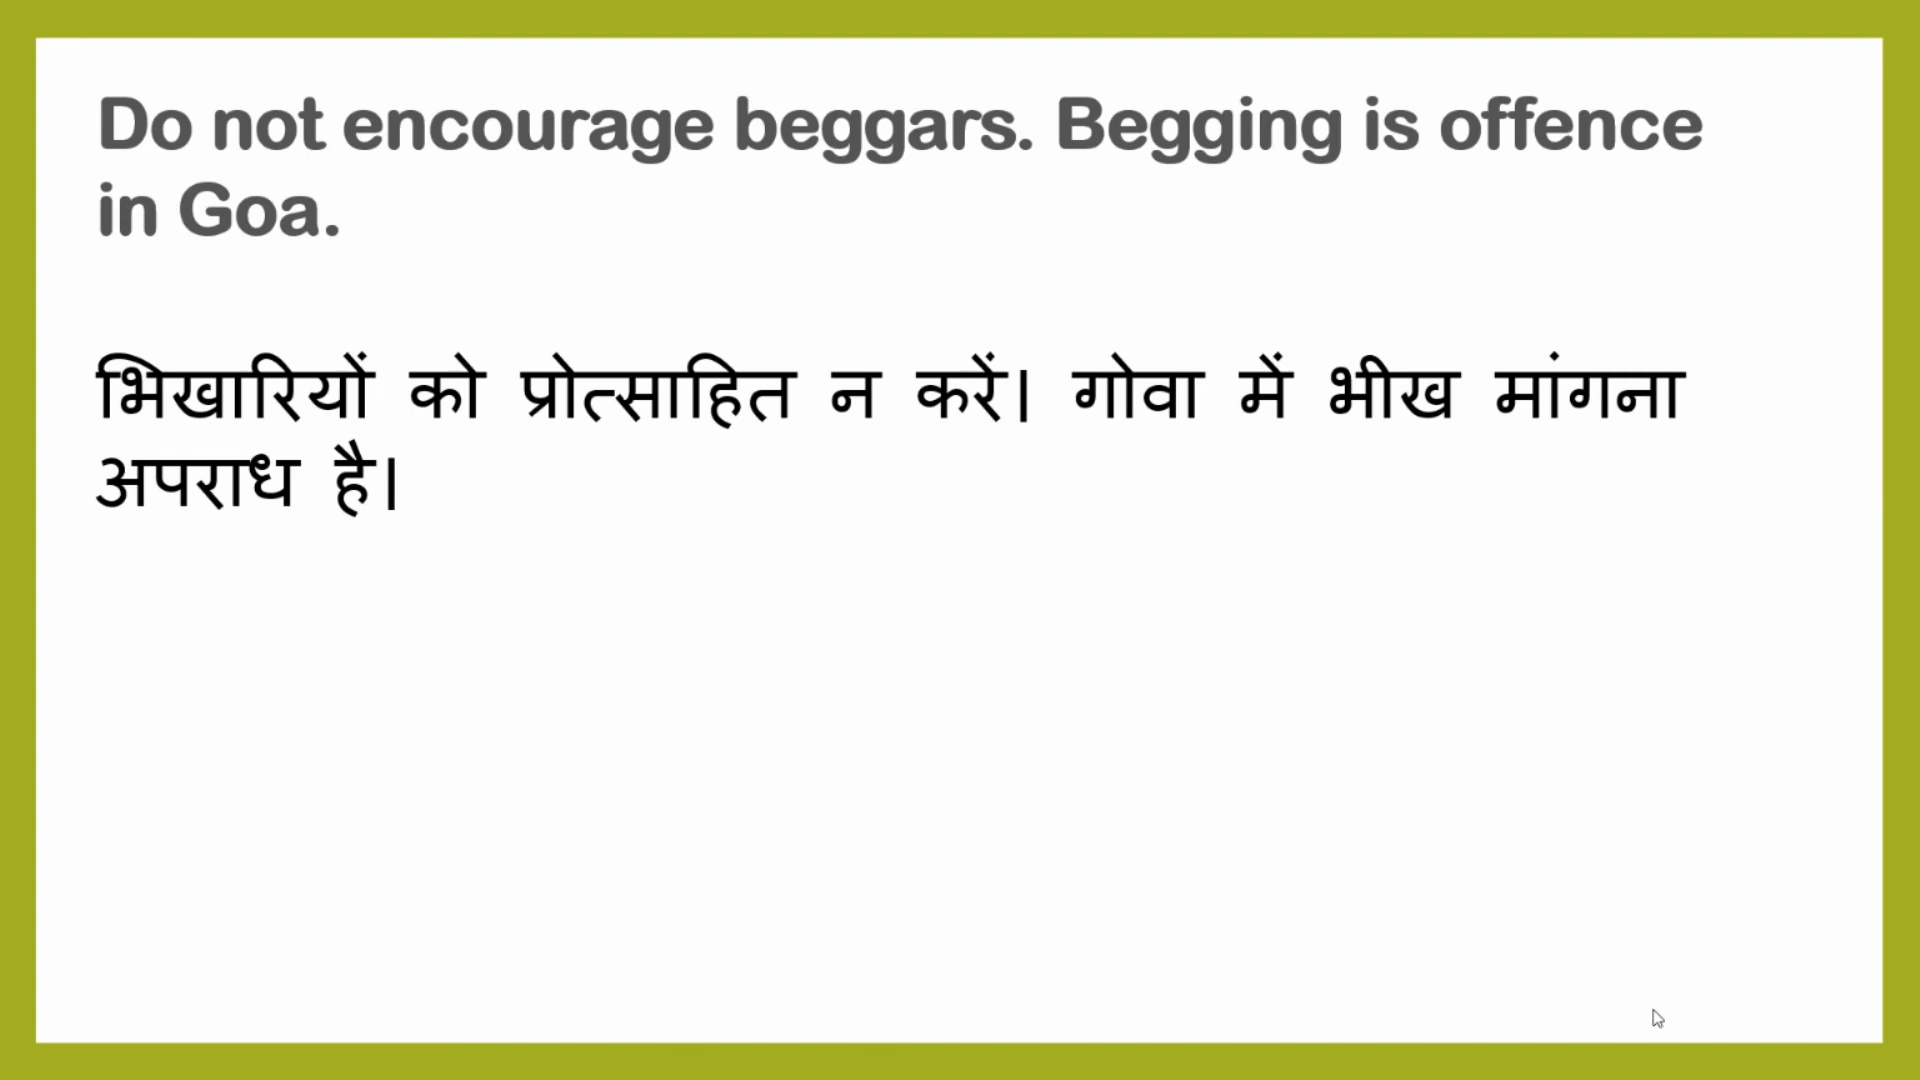 Do not encourage beggars. Begging is offence
in Goa.
भिखारियों को प्रोत्साहित न करें। गोवा में भीख मांगना
अपराध है।